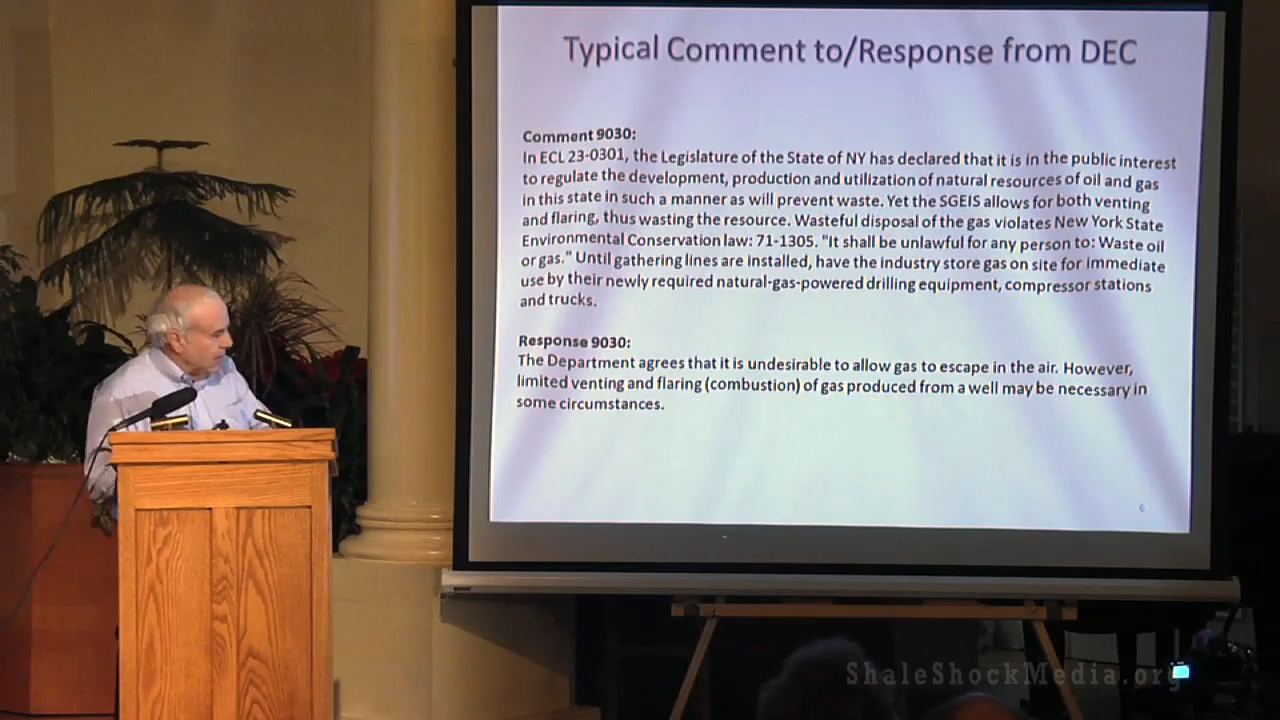 Typical Comment to/Response from DEC
Comment 9030:
In ECL 23-0301, the Legislature of the State of NY has declared that it is in the public interest
to regulate the development, production and utilization of natural resources of oil and gas
in this state in such a manner as will prevent waste. Yet the SGEIS allows for both venting
and flaring, thus wasting the resource. Wasteful disposal of the gas violates New York State
Environmental Conservation law: 71-1305. "It shall be unlawful for any person to: Waste oil
or gas." Until gathering lines are installed, have the industry store gas on site for immediate
use by their newly required natural-gas-powered drilling equipment, compressor stations
and trucks.
Response 9030:
The Department agrees that it is undesirable to allow gas to escape in the air. However,
limited venting and flaring (combustion) of gas produced from a well may be necessary in
some circumstances.
6
ShaleShockMedia.org